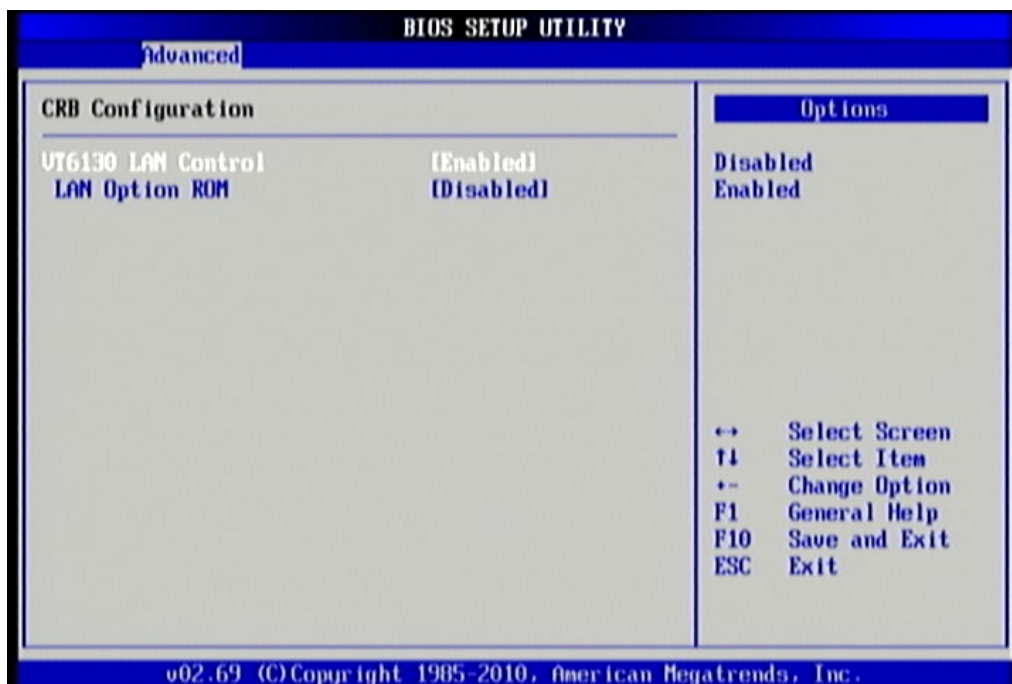 BIOS SETUP UTILITY
Advanced
CRB Configuration
VT6130 LAN Control [Enabled]
LAN Option ROM [Disabled]
Options
Disabled
Enabled
↔ Select Screen
↑↓ Select Item
+- Change Option
F1 General Help
F10 Save and Exit
ESC Exit
v02.69 (C)Copyright 1985-2010, American Megatrends, Inc.